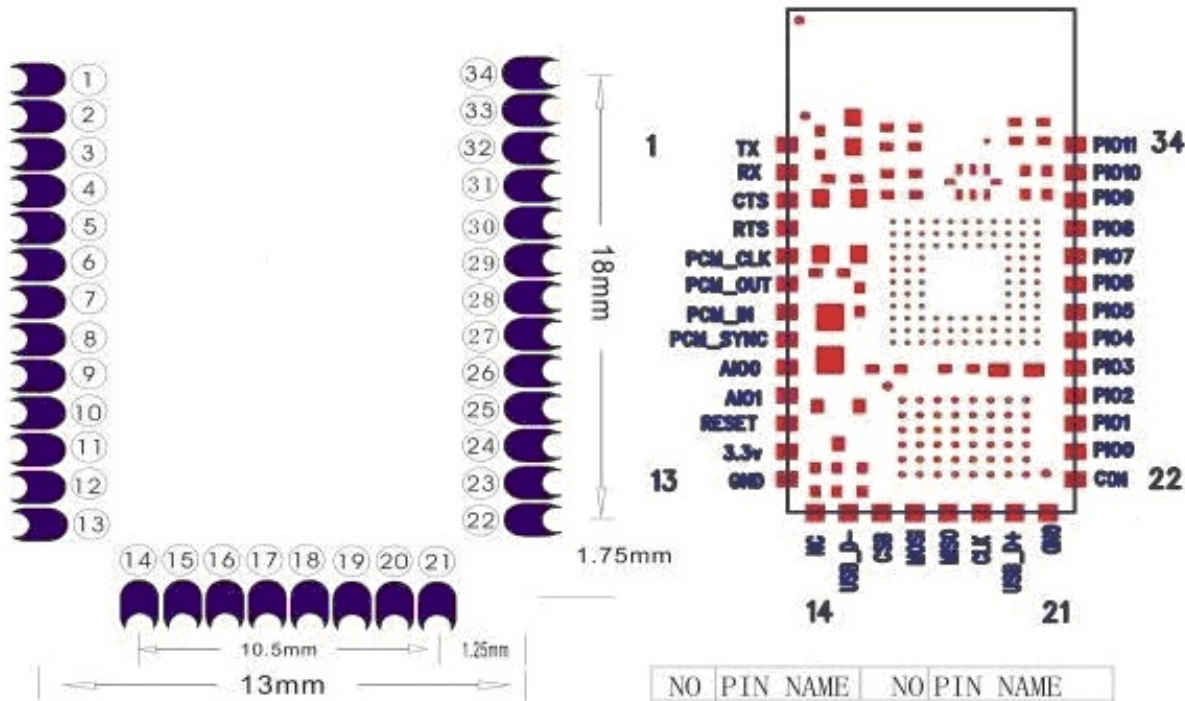 1
2
3
4
5
6
7
8
9
10
11
12
13
14 15 16 17 18 19 20 21
22
23
24
25
26
27
28
29
30
31
32
33
34
18mm
1.75mm
10.5mm
1.25mm
13mm
1
TX
RX
CTS
RTS
PCM_CLK
PCM_OUT
PCM_IN
PCM_SYNC
AIO0
AIO1
RESET
3.3v
13 GND
NC
USB_D-
CSB
MOSI
MISO
CLK
USB_D+
GND
14 21
PIO11 34
PIO10
PIO9
PIO8
PIO7
PIO6
PIO5
PIO4
PIO3
PIO2
PIO1
PIO0
CON 22
NO PIN NAME NO PIN NAME